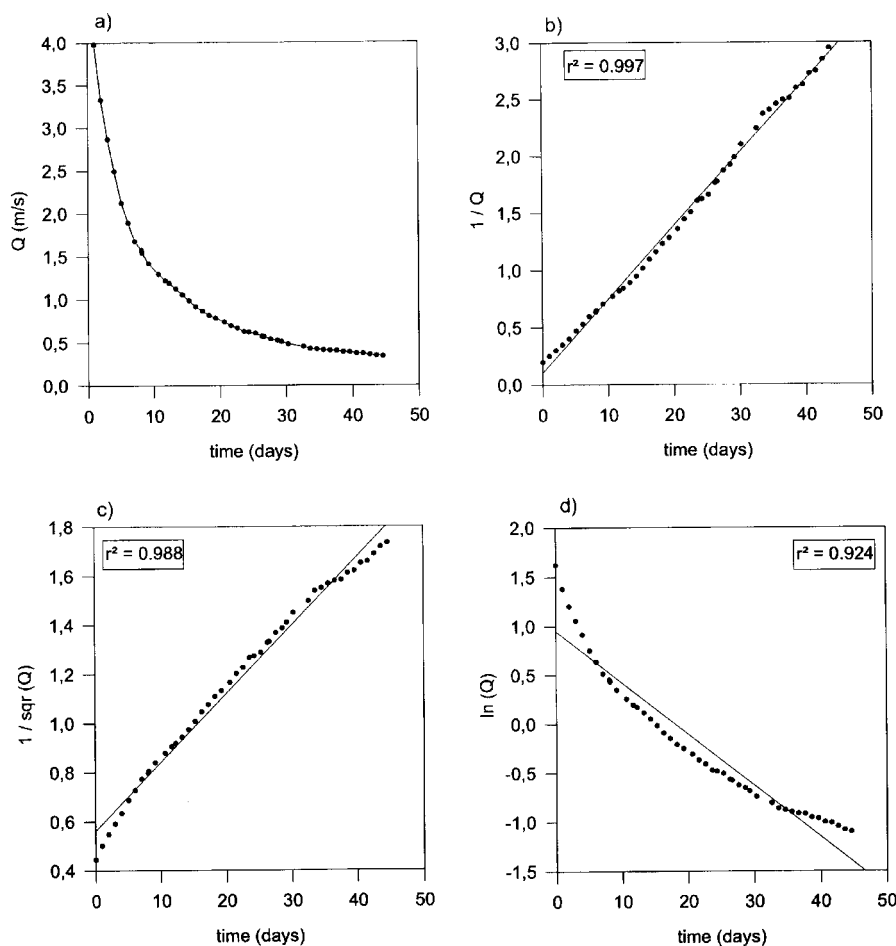 a)
4,0
3,5
3,0
2,5
2,0
1,5
1,0
0,5
0,0
Q (m/s)
0 10 20 30 40 50
time (days)
b)
r² = 0.997
3,0
2,5
2,0
1,5
1,0
0,5
0,0
1 / Q
0 10 20 30 40 50
time (days)
c)
r² = 0.988
1,8
1,6
1,4
1,2
1,0
0,8
0,6
0,4
1 / sqr (Q)
0 10 20 30 40 50
time (days)
d)
r² = 0.924
2,0
1,5
1,0
0,5
0,0
-0,5
-1,0
-1,5
ln (Q)
0 10 20 30 40 50
time (days)